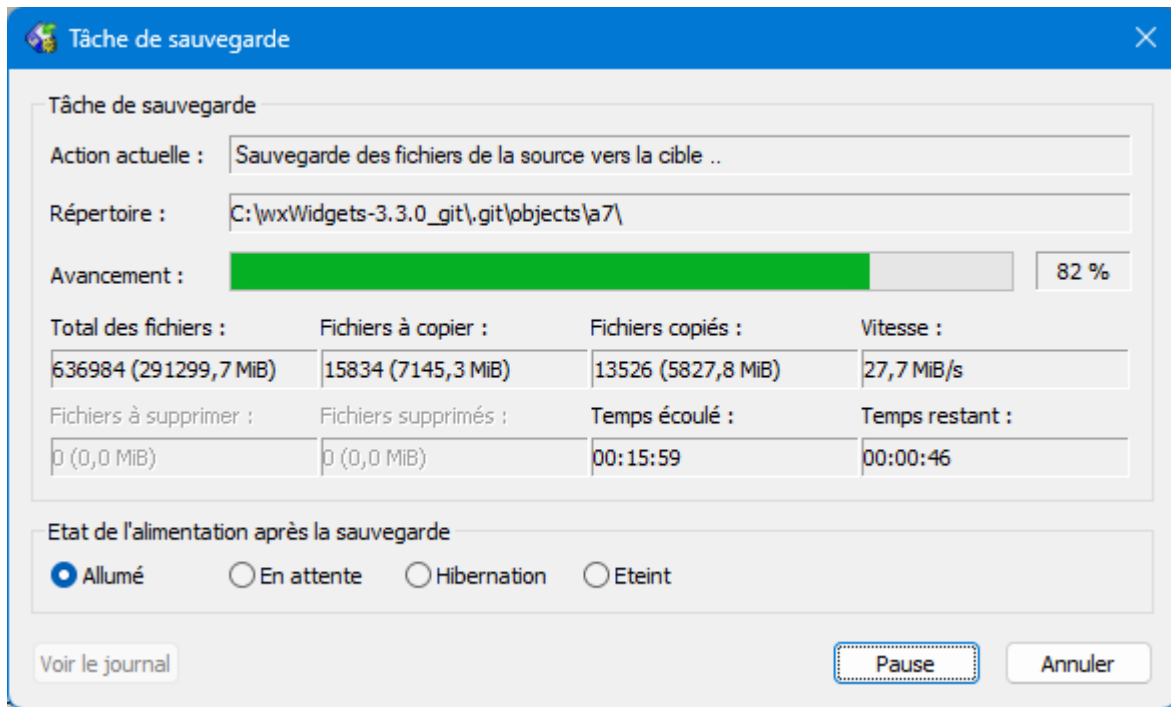 Tâche de sauvegarde
Tâche de sauvegarde
Action actuelle : Sauvegarde des fichiers de la source vers la cible ..
Répertoire : C:\wxWidgets-3.3.0_git\.git\objects\a7\
Avancement : 82 %
Total des fichiers : Fichiers à copier : Fichiers copiés : Vitesse :
636984 (291299,7 MiB) 15834 (7145,3 MiB) 13526 (5827,8 MiB) 27,7 MiB/s
Fichiers à supprimer : Fichiers supprimés : Temps écoulé : Temps restant :
0 (0,0 MiB) 0 (0,0 MiB) 00:15:59 00:00:46
Etat de l'alimentation après la sauvegarde
Allumé En attente Hibernation Eteint
Voir le journal Pause Annuler